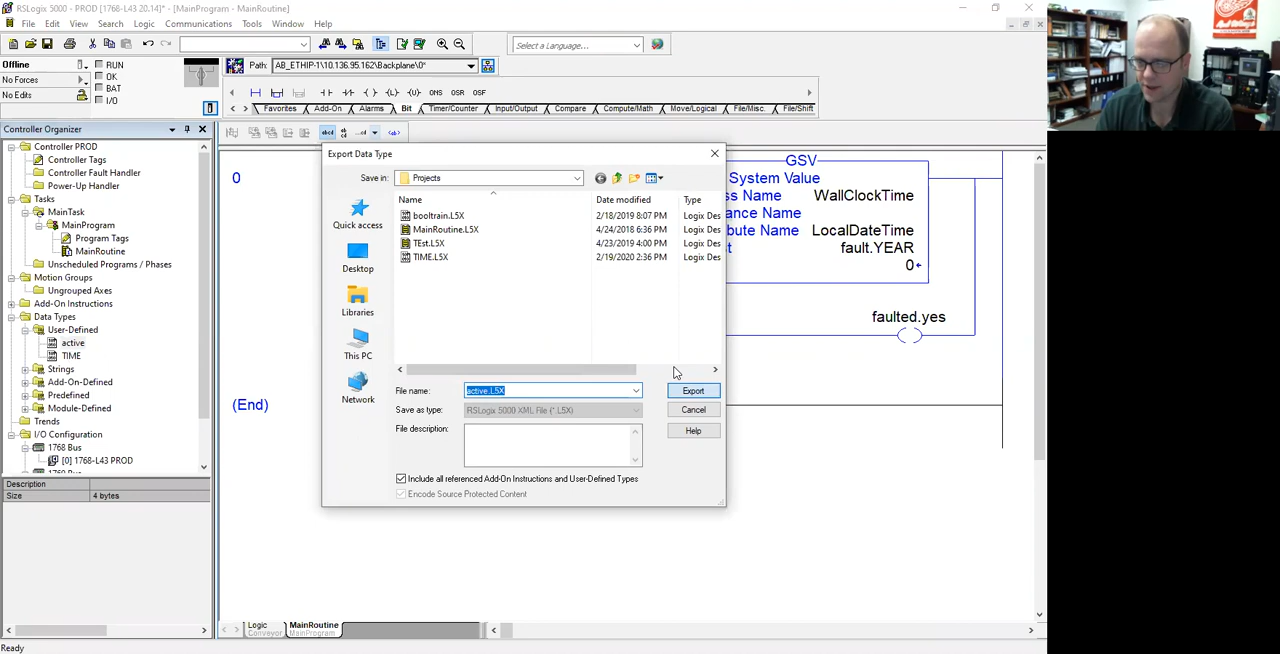 RSLogix 5000 - PROD [1768-L43 20.14]* - [MainProgram - MainRoutine]
File Edit View Search Logic Communications Tools Window Help
Select a Language...
Offline
RUN
No Forces
OK
No Edits
BAT
I/O
Path: AB_ETHIP-1\10.136.95.162\Backplane\0*
ONS OSR OSF
Favorites Add-On Alarms Bit Timer/Counter Input/Output Compare Compute/Math Move/Logical File/Misc. File/Shift
Controller Organizer
Controller PROD
Controller Tags
Controller Fault Handler
Power-Up Handler
Tasks
MainTask
MainProgram
Program Tags
MainRoutine
Unscheduled Programs / Phases
Motion Groups
Ungrouped Axes
Add-On Instructions
Data Types
User-Defined
active
TIME
Strings
Add-On-Defined
Predefined
Module-Defined
Trends
I/O Configuration
1768 Bus
[0] 1768-L43 PROD
Description
Size 4 bytes
0
(End)
GSV
System Value
ss Name WallClockTime
ance Name
bute Name LocalDateTime
t fault.YEAR
0
faulted.yes
Export Data Type
Save in: Projects
Name Date modified Type
booltrain.L5X 2/18/2019 8:07 PM Logix Des
MainRoutine.L5X 4/24/2018 6:36 PM Logix Des
TEst.L5X 4/23/2019 4:00 PM Logix Des
TIME.L5X 2/19/2020 2:36 PM Logix Des
Quick access
Desktop
Libraries
This PC
Network
File name: active.L5X Export
Save as type: RSLogix 5000 XML File (*.L5X) Cancel
File description: Help
Include all referenced Add-On Instructions and User-Defined Types
Encode Source Protected Content
Logic
Conveyor
MainRoutine
MainProgram
Ready